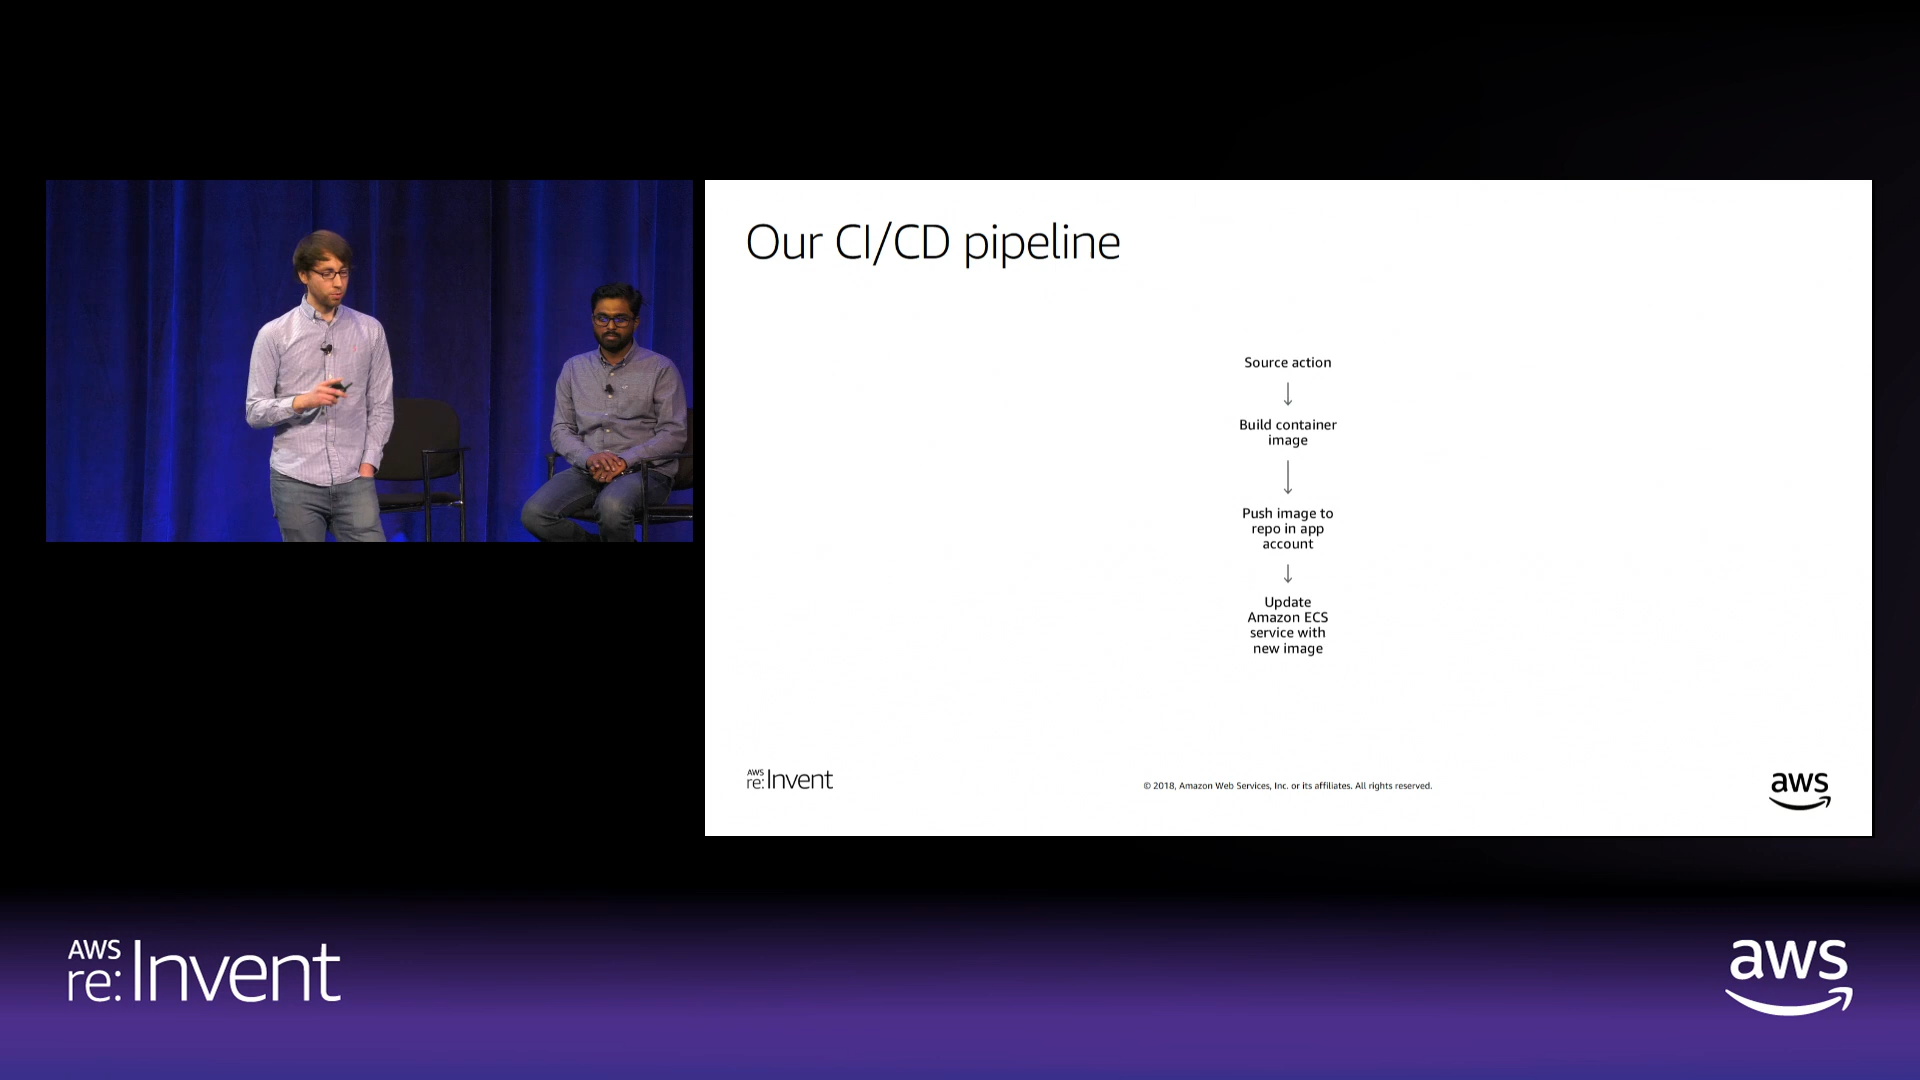 Our CI/CD pipeline
Source action
Build container
image
Push image to
repo in app
account
Update
Amazon ECS
service with
new image
AWS
re:Invent
© 2018, Amazon Web Services, Inc. or its affiliates. All rights reserved.
aws
AWS
re:Invent
aws